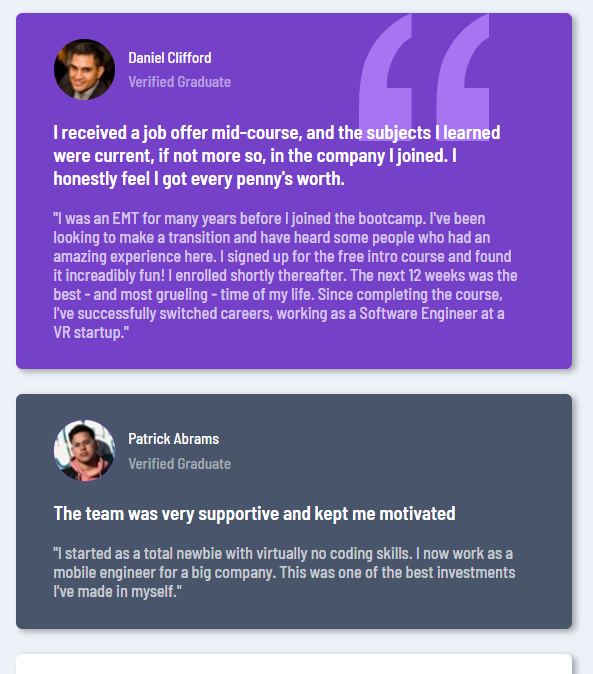 Daniel Clifford
Verified Graduate
I received a job offer mid-course, and the subjects I learned
were current, if not more so, in the company I joined. I
honestly feel I got every penny's worth.
"I was an EMT for many years before I joined the bootcamp. I've been
looking to make a transition and have heard some people who had an
amazing experience here. I signed up for the free intro course and found
it increadibly fun! I enrolled shortly thereafter. The next 12 weeks was the
best - and most grueling - time of my life. Since completing the course,
I've successfully switched careers, working as a Software Engineer at a
VR startup."
Patrick Abrams
Verified Graduate
The team was very supportive and kept me motivated
"I started as a total newbie with virtually no coding skills. I now work as a
mobile engineer for a big company. This was one of the best investments
I've made in myself."